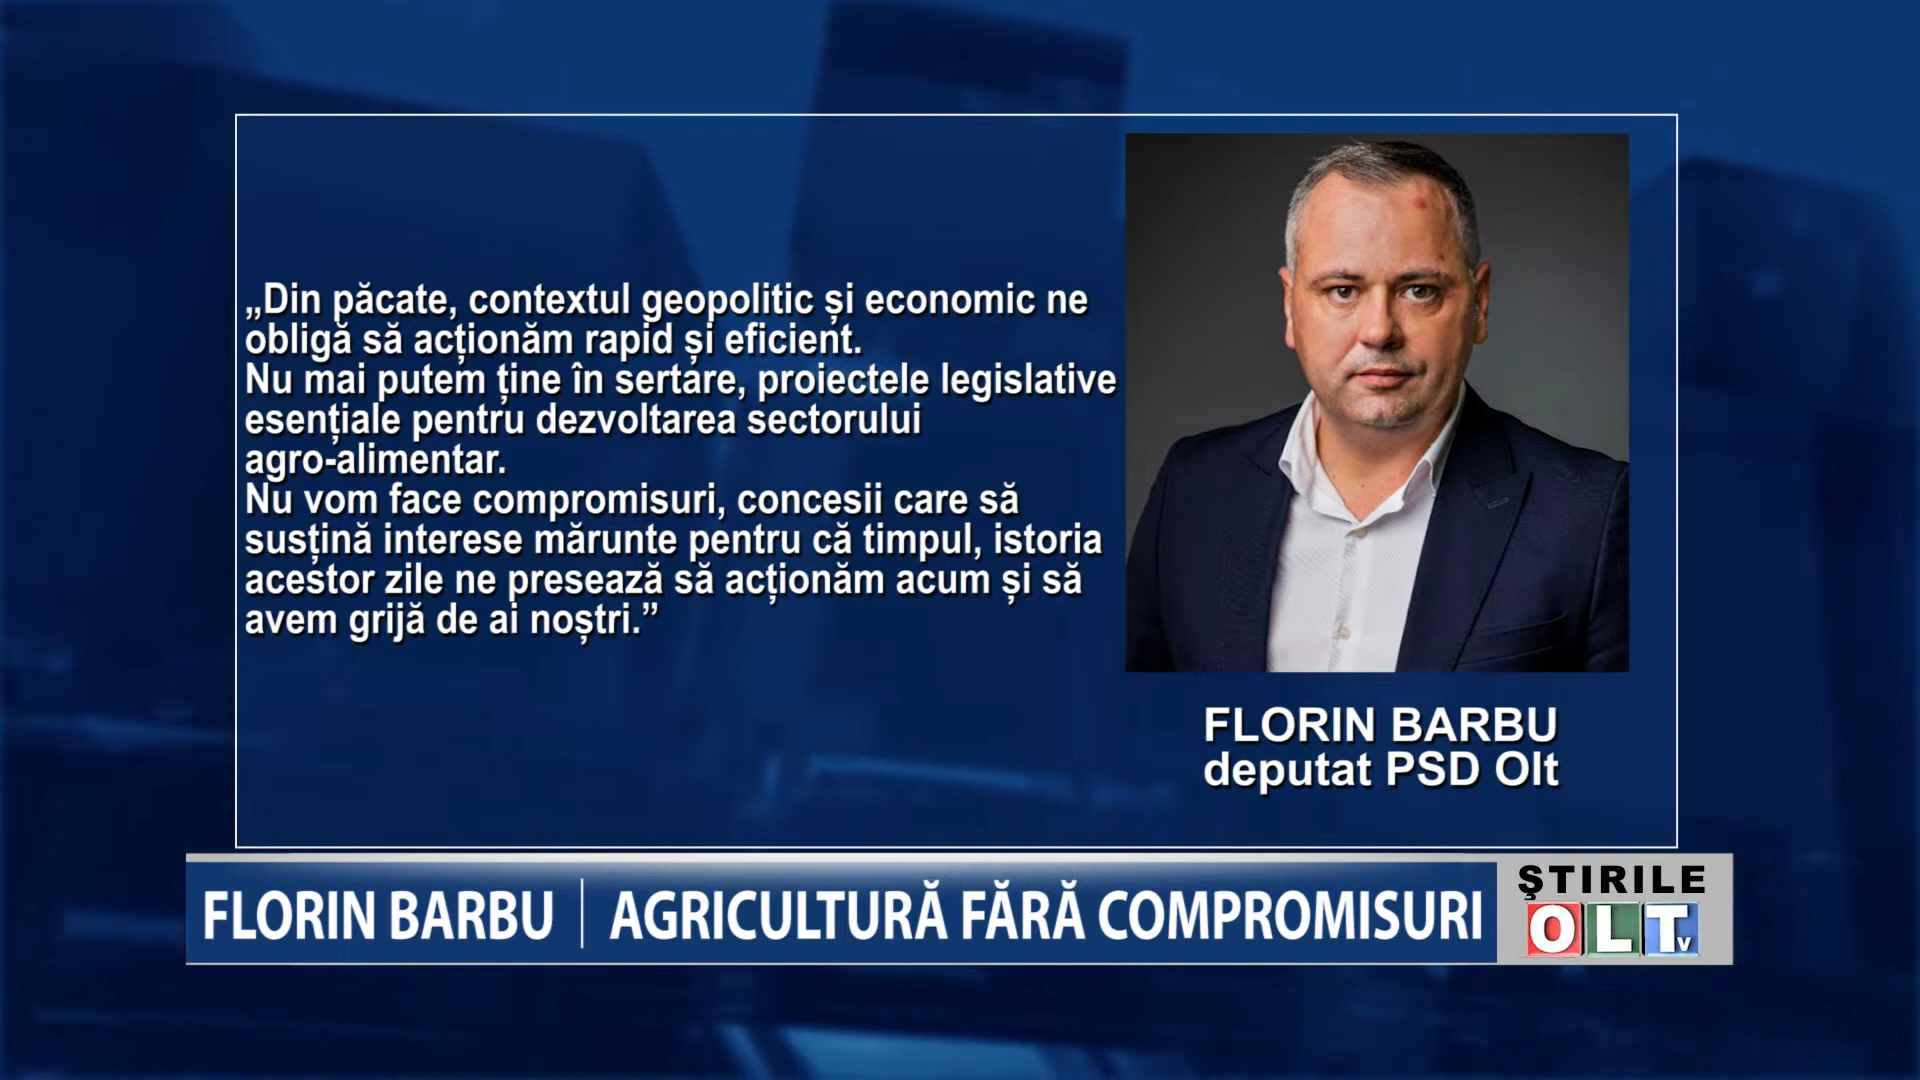 „Din păcate, contextul geopolitic și economic ne
obligă să acționăm rapid și eficient.
Nu mai putem ține în sertare, proiectele legislative
esențiale pentru dezvoltarea sectorului
agro-alimentar.
Nu vom face compromisuri, concesii care să
susțină interese mărunte pentru că timpul, istoria
acestor zile ne presează să acționăm acum și să
avem grijă de ai noștri.”
FLORIN BARBU
deputat PSD Olt
FLORIN BARBU | AGRICULTURĂ FĂRĂ COMPROMISURI
ŞTIRILE
OLTv